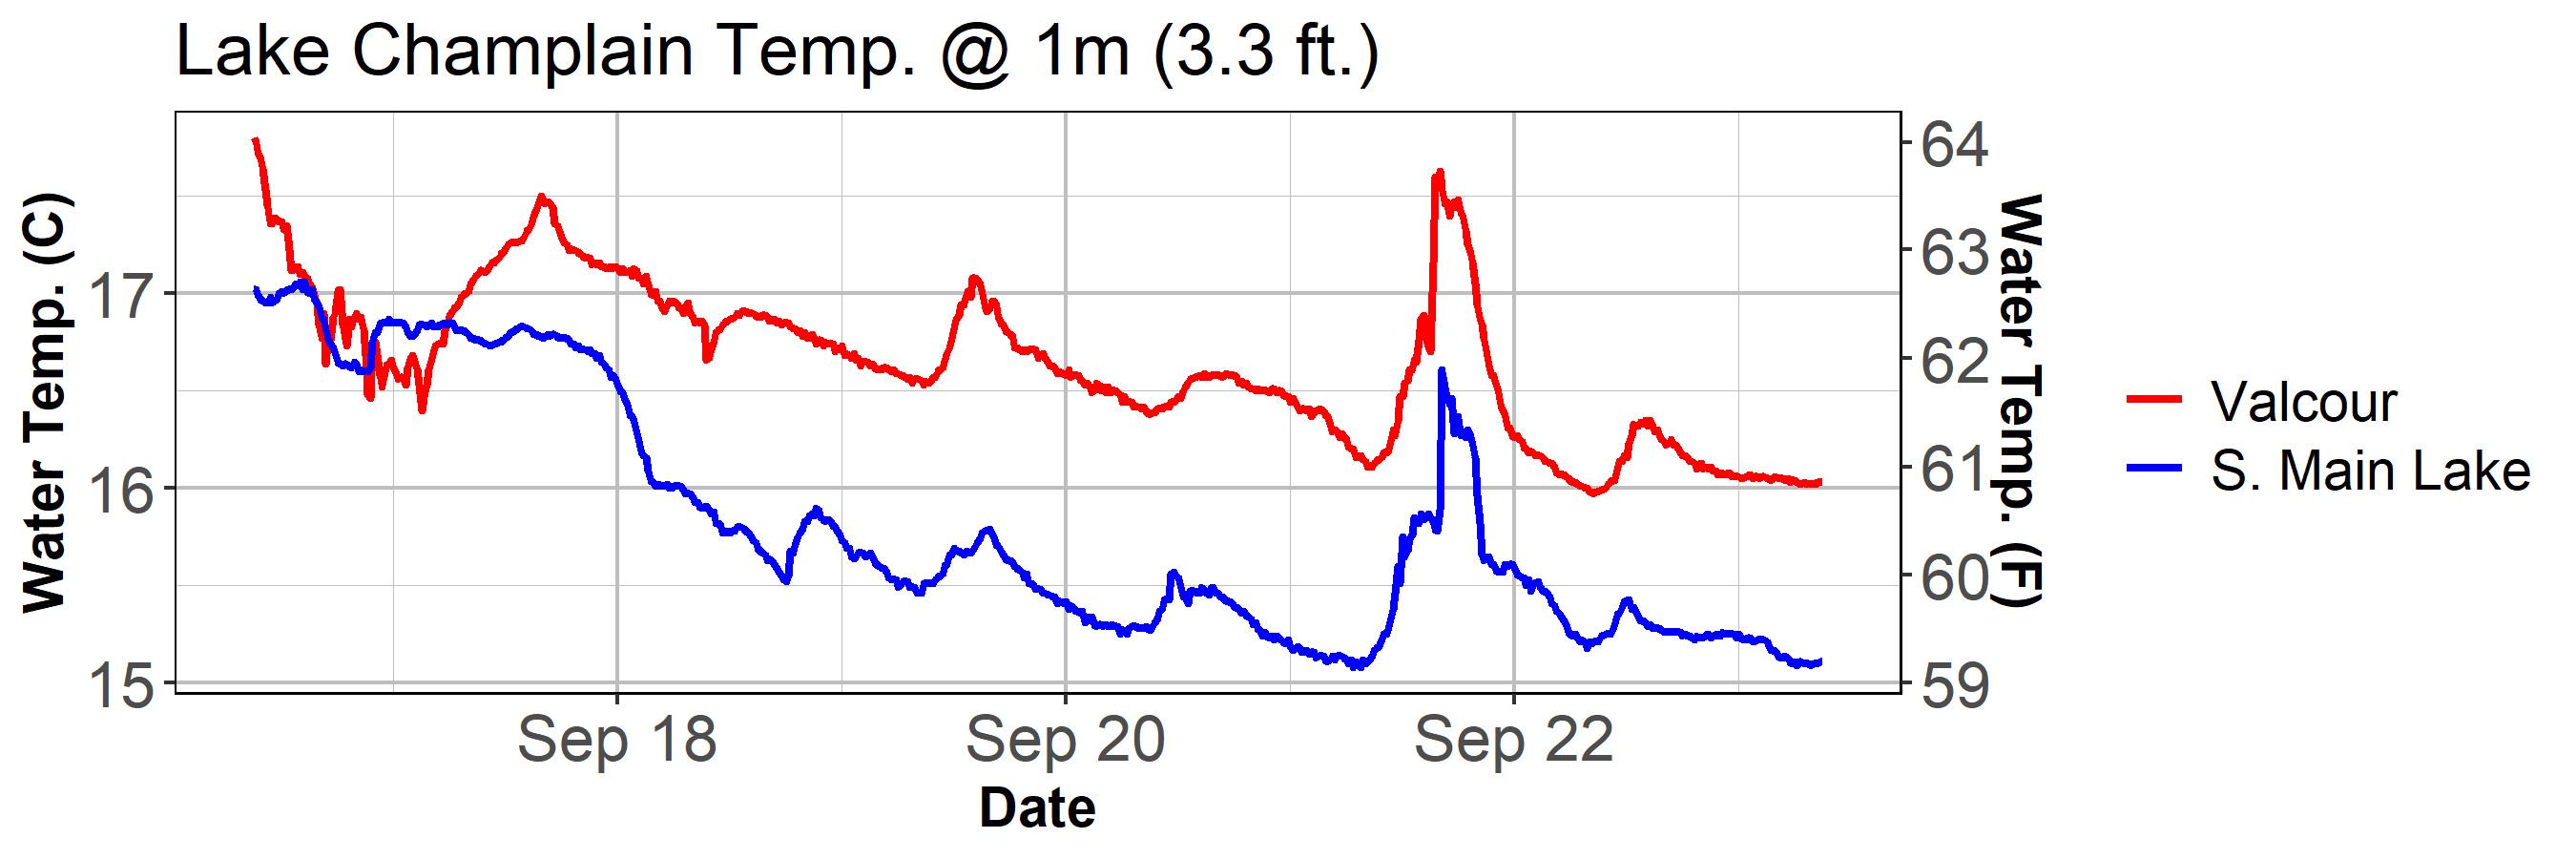 Lake Champlain Temp. @ 1m (3.3 ft.)
Water Temp. (C)
17
16
15
64
63
62
61
60
59
Water Temp. (F)
Sep 18
Sep 20
Sep 22
Date
Valcour
S. Main Lake